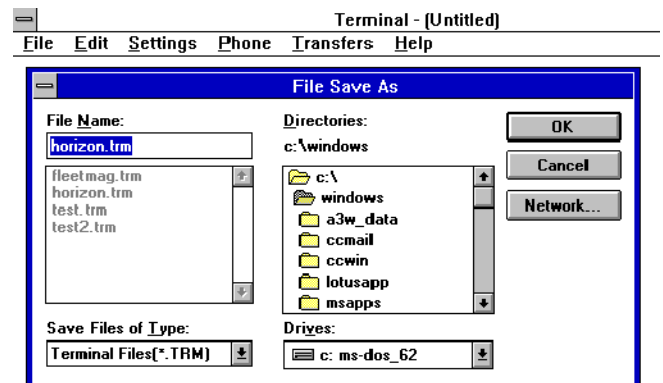 Terminal - (Untitled)
File Edit Settings Phone Transfers Help
File Save As
File Name:
horizon.trm
fleetmag.trm
horizon.trm
test.trm
test2.trm
Save Files of Type:
Terminal Files(*.TRM)
Directories:
c:\windows
c:\
windows
a3w_data
ccmail
ccwin
lotusapp
msapps
Drives:
c: ms-dos_62
OK
Cancel
Network...